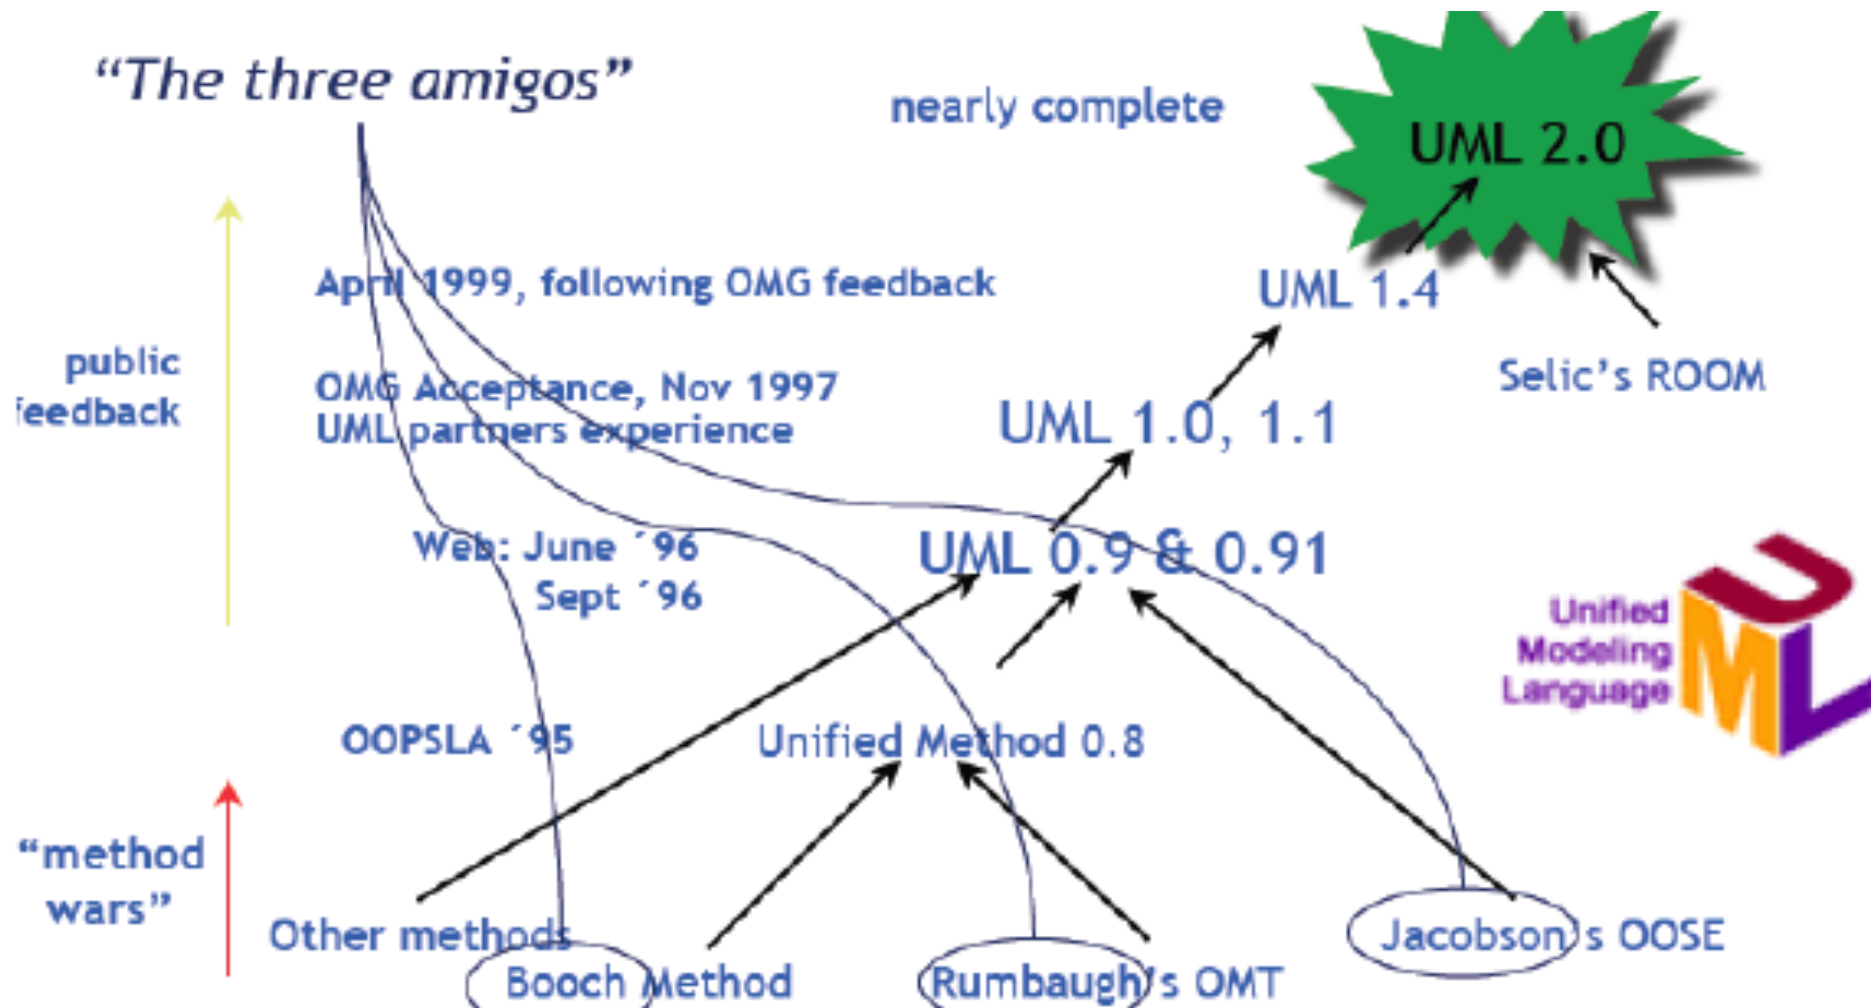 “The three amigos”
nearly complete
UML 2.0
April 1999, following OMG feedback
UML 1.4
public
feedback
OMG Acceptance, Nov 1997
UML partners experience
UML 1.0, 1.1
Selic’s ROOM
Web: June ´96
Sept ´96
UML 0.9 & 0.91
Unified
Modeling
Language
UML
OOPSLA ´95
Unified Method 0.8
“method
wars”
Other methods
Booch Method
Rumbaugh’s OMT
Jacobson’s OOSE